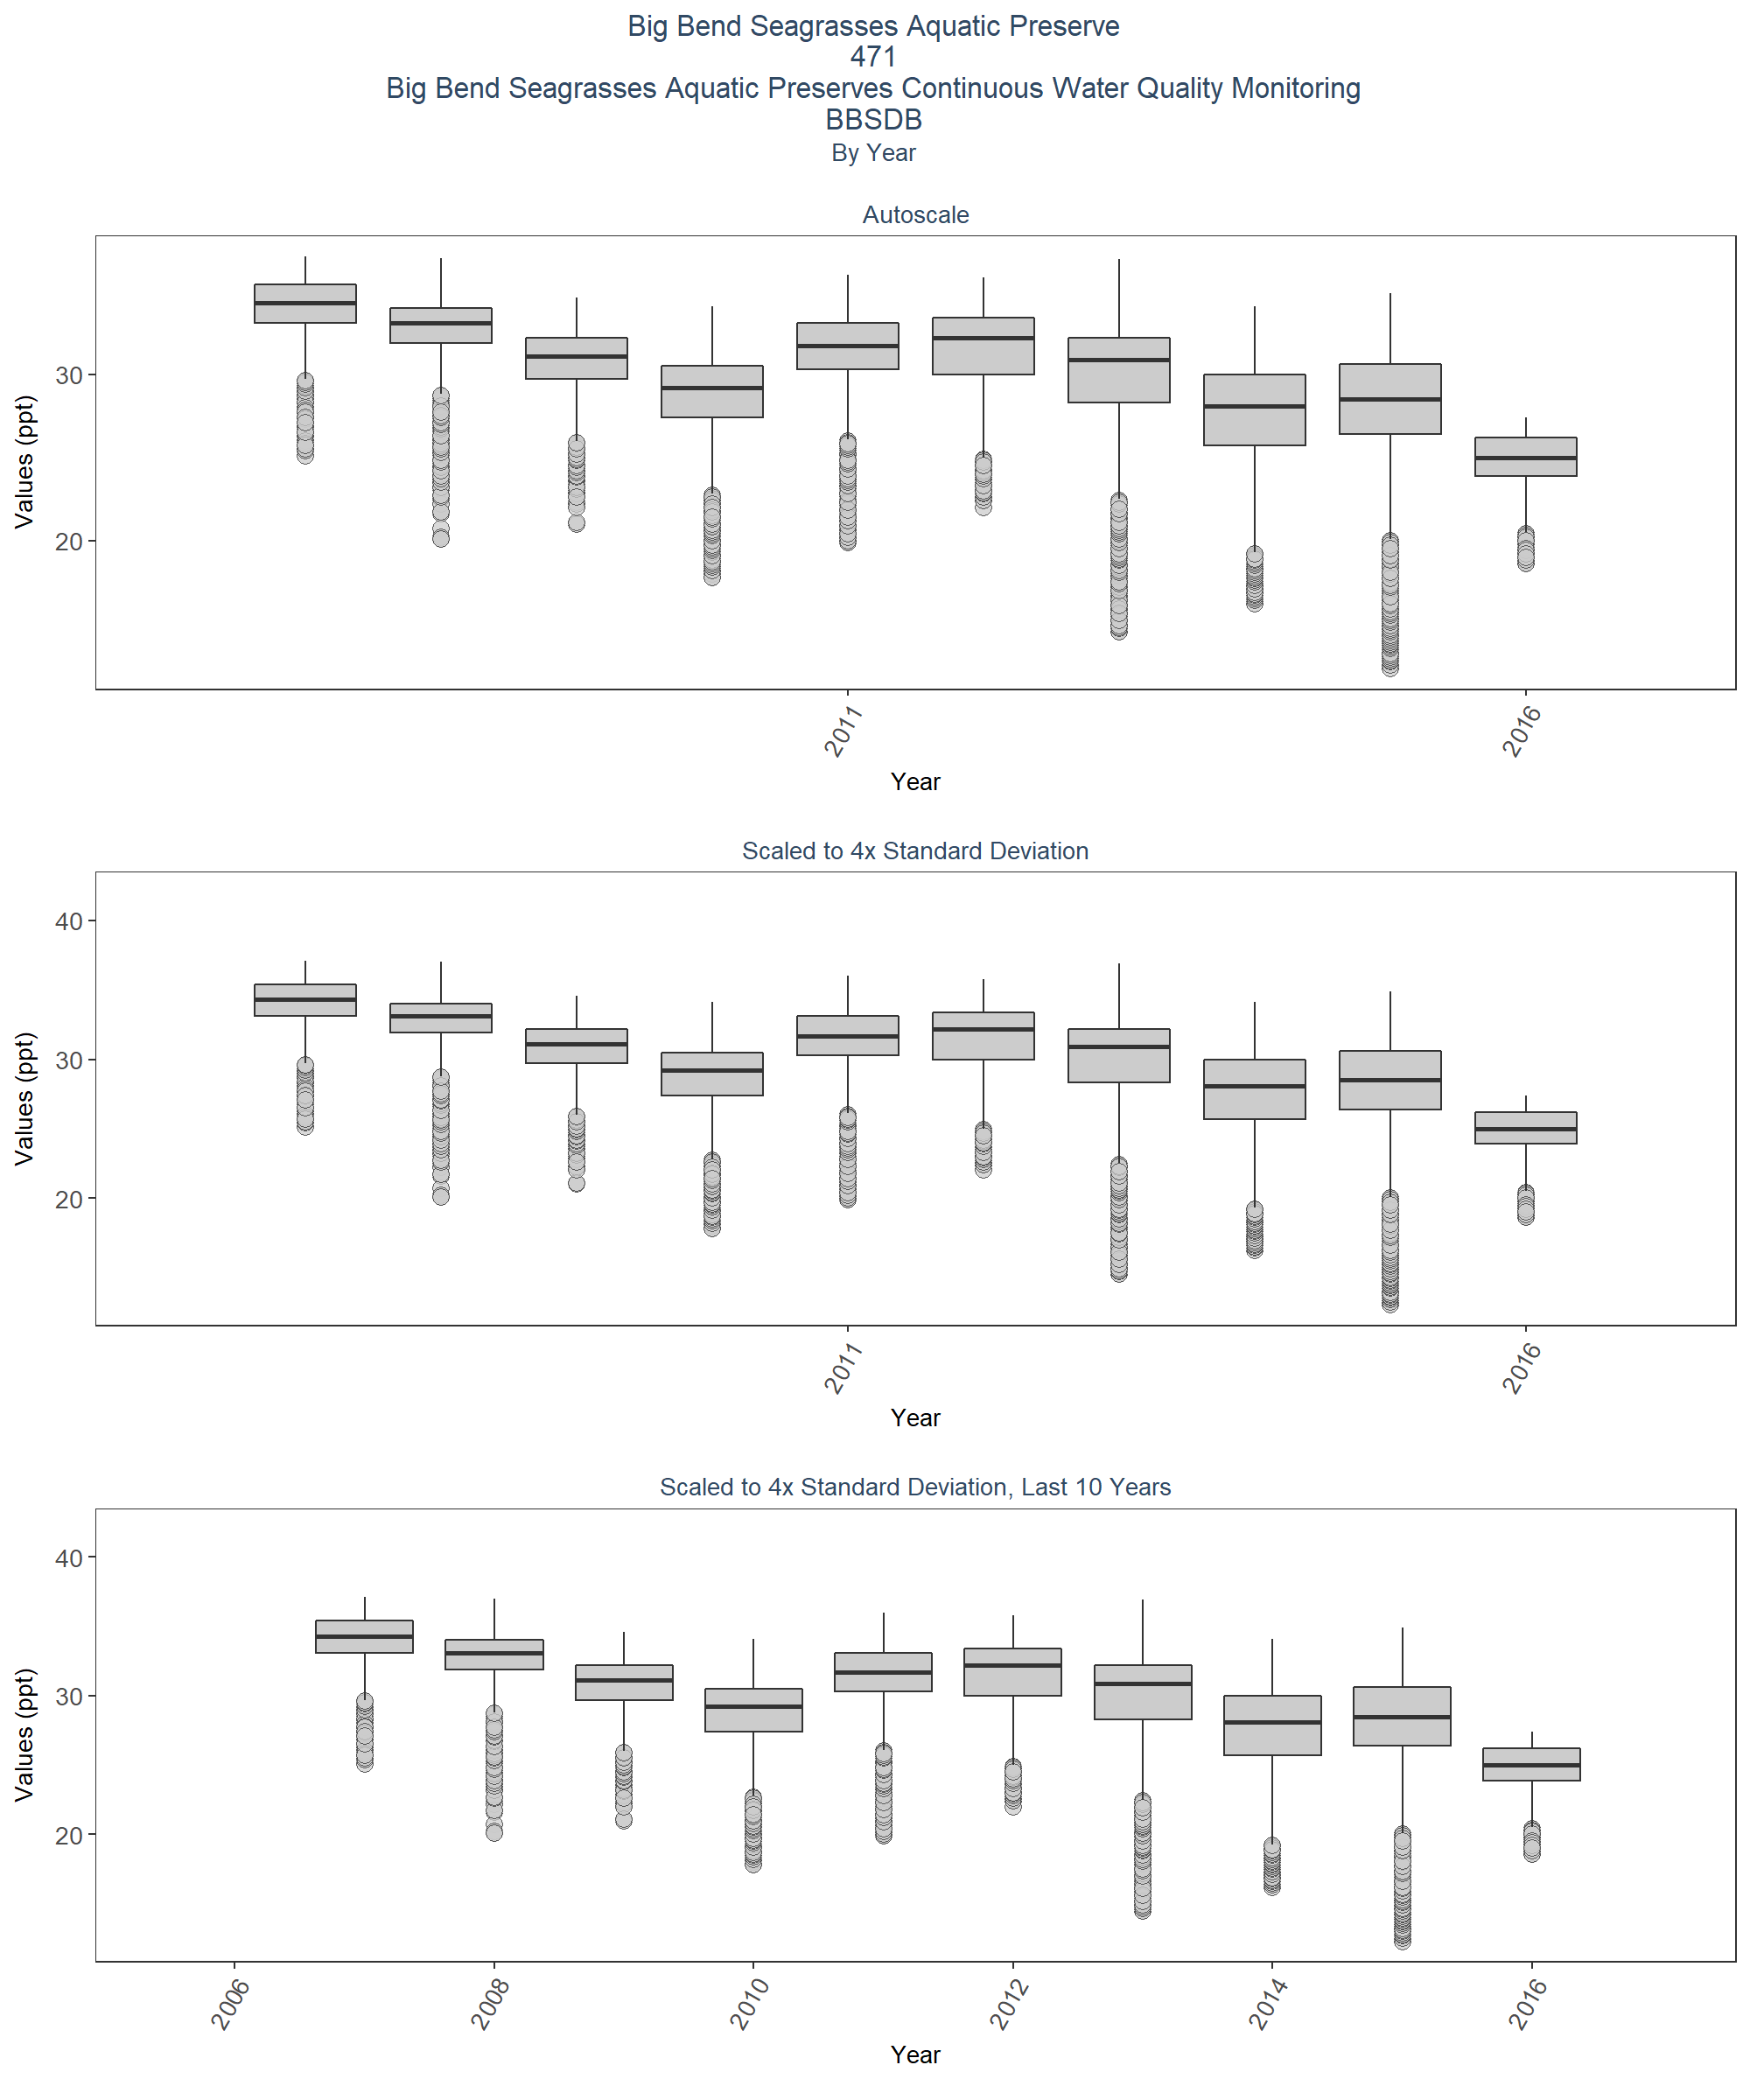 Big Bend Seagrasses Aquatic Preserve
471
Big Bend Seagrasses Aquatic Preserves Continuous Water Quality Monitoring
BBSDB
By Year
Autoscale
Values (ppt)
30
20
2011
2016
Year
Scaled to 4x Standard Deviation
Values (ppt)
40
30
20
2011
2016
Year
Scaled to 4x Standard Deviation, Last 10 Years
Values (ppt)
40
30
20
2006
2008
2010
2012
2014
2016
Year